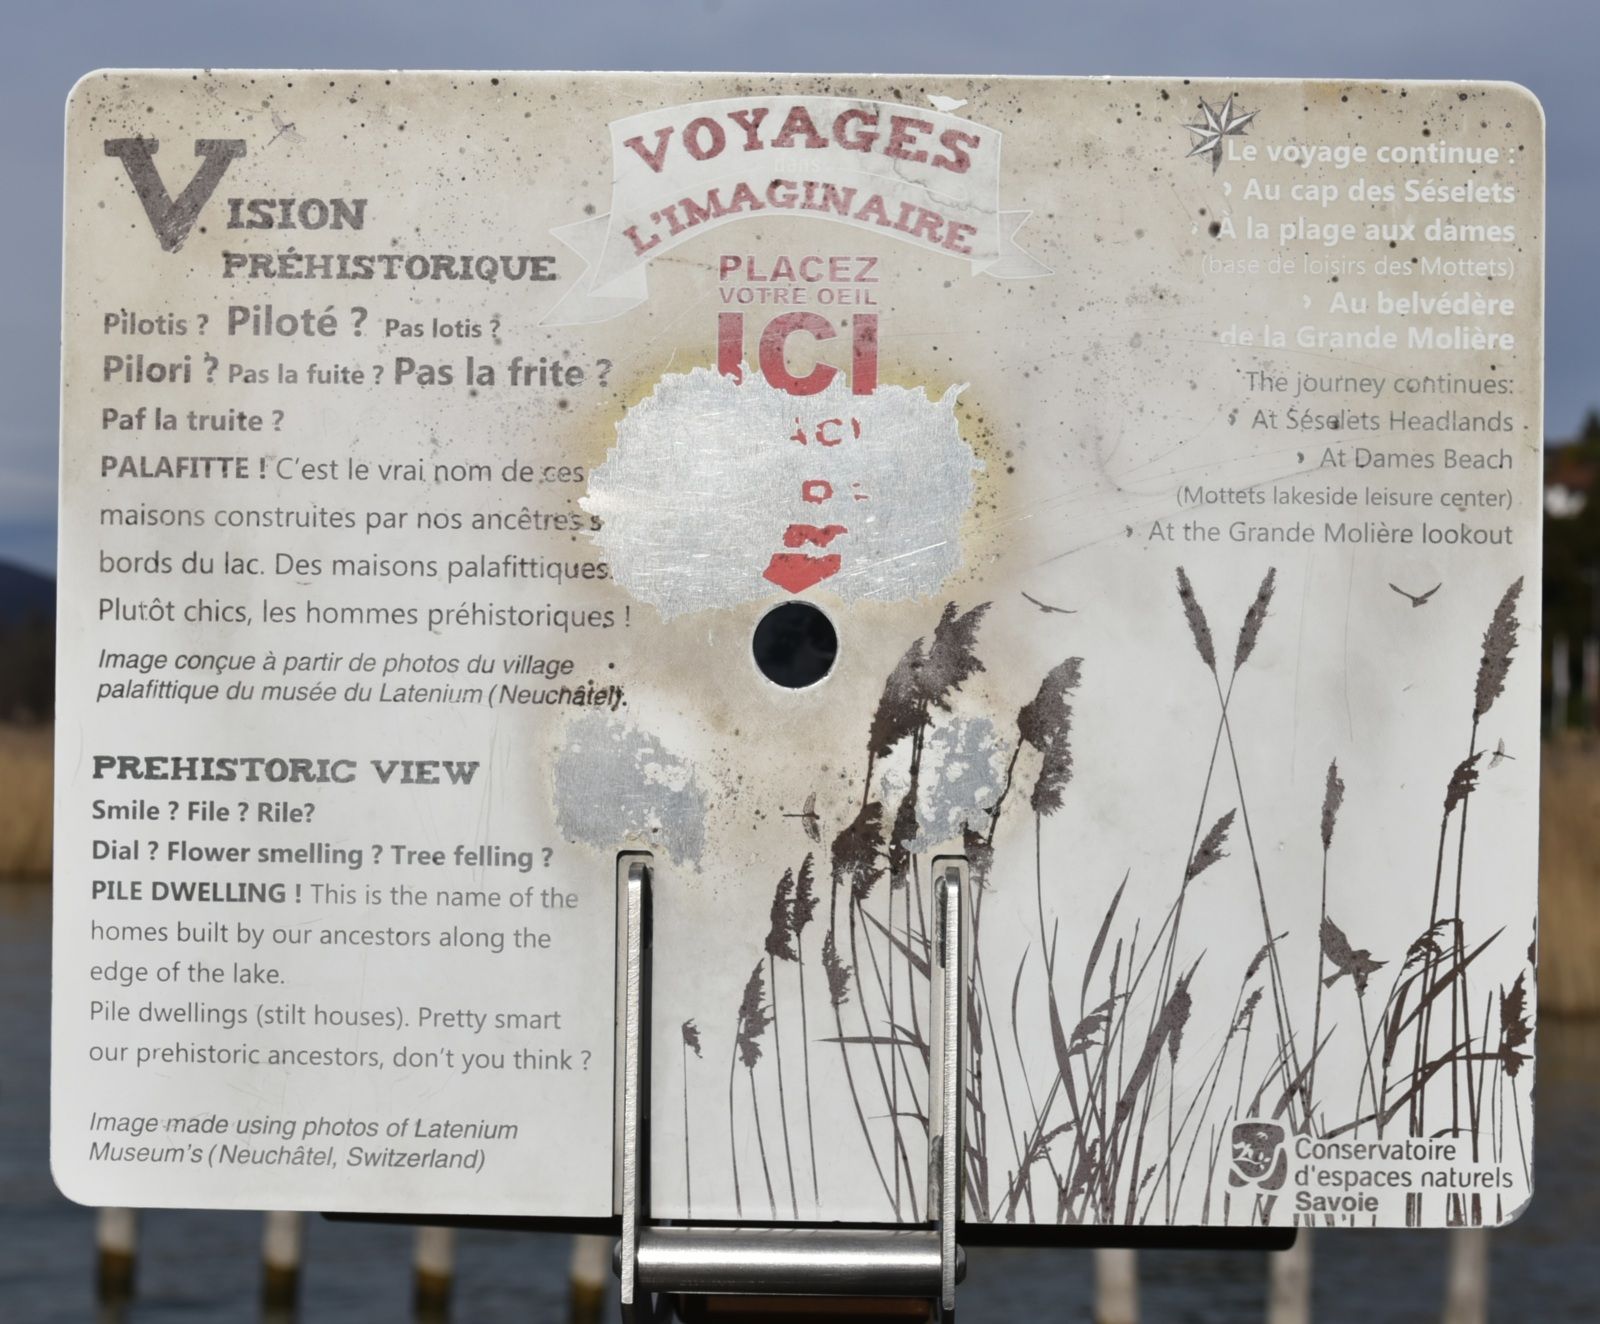 VISION
PRÉHISTORIQUE
Pilotis ? Piloté ? Pas lotis ?
Pilori ? Pas la fuite ? Pas la frite ?
Paf la truite ?
PALAFITTE ! C'est le vrai nom de ces
maisons construites par nos ancêtres
bords du lac. Des maisons palafittiques.
Plutôt chics, les hommes préhistoriques !
Image conçue à partir de photos du village
palafittique du musée du Latenium (Neuchâtel).
PREHISTORIC VIEW
Smile ? File ? Rile?
Dial ? Flower smelling ? Tree felling ?
PILE DWELLING ! This is the name of the
homes built by our ancestors along the
edge of the lake.
Pile dwellings (stilt houses). Pretty smart
our prehistoric ancestors, don't you think ?
Image made using photos of Latenium
Museum's (Neuchâtel, Switzerland)
VOYAGES
dans
L'IMAGINAIRE
PLACEZ
VOTRE OEIL
ICI
Le voyage continue :
› Au cap des Séselets
› À la plage aux dames
(base de loisirs des Mottets)
› Au belvédère
de la Grande Molière
The journey continues:
› At Séselets Headlands
› At Dames Beach
(Mottets lakeside leisure center)
› At the Grande Molière lookout
Conservatoire
d'espaces naturels
Savoie